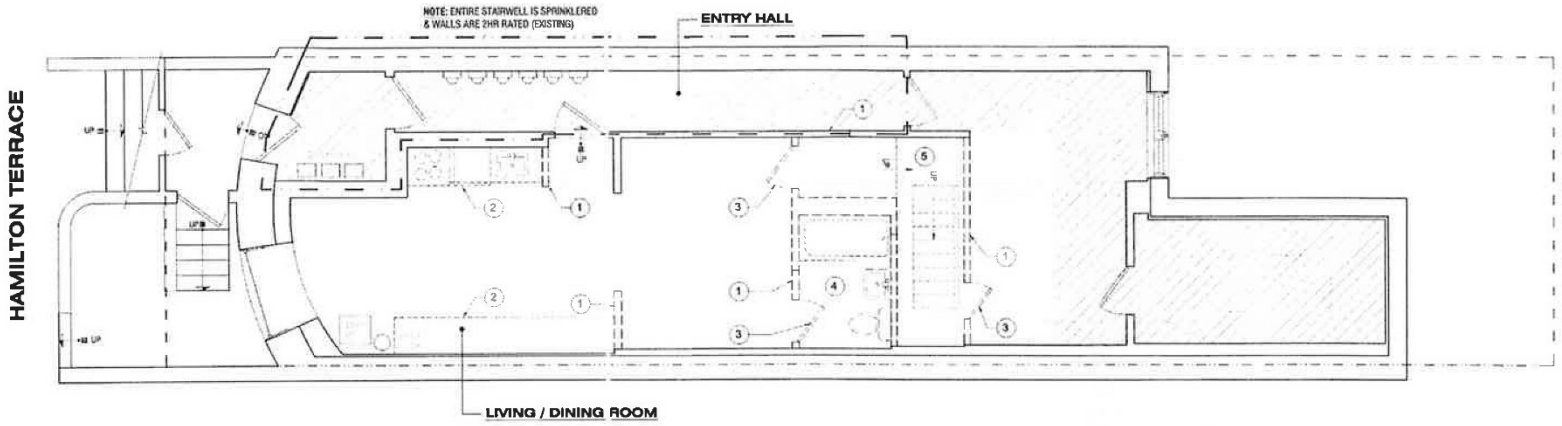 NOTE: ENTIRE STAIRWELL IS SPRINKLERED
& WALLS ARE 2HR RATED (EXISTING)
ENTRY HALL
HAMILTON TERRACE
UP
UP
UP
UP
1
5
2
1
3
1
2
1
1
4
3
3
LIVING / DINING ROOM